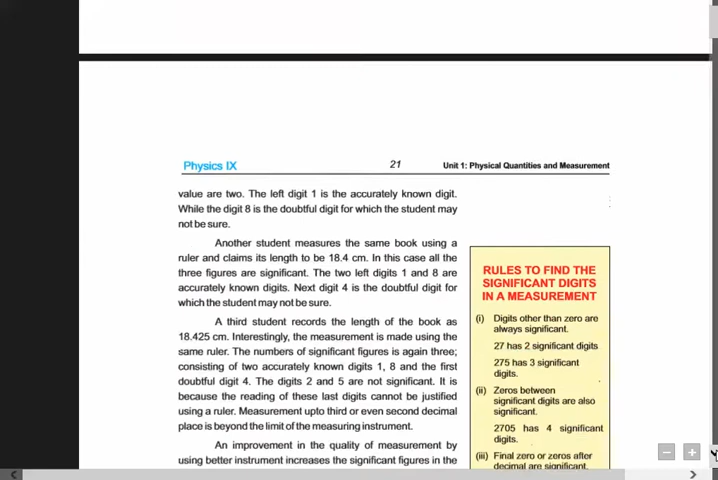 Physics IX
21
Unit 1: Physical Quantities and Measurement
value are two. The left digit 1 is the accurately known digit.
While the digit 8 is the doubtful digit for which the student may
not be sure.
Another student measures the same book using a
ruler and claims its length to be 18.4 cm. In this case all the
three figures are significant. The two left digits 1 and 8 are
accurately known digits. Next digit 4 is the doubtful digit for
which the student may not be sure.
A third student records the length of the book as
18.425 cm. Interestingly, the measurement is made using the
same ruler. The numbers of significant figures is again three;
consisting of two accurately known digits 1, 8 and the first
doubtful digit 4. The digits 2 and 5 are not significant. It is
because the reading of these last digits cannot be justified
using a ruler. Measurement upto third or even second decimal
place is beyond the limit of the measuring instrument.
An improvement in the quality of measurement by
using better instrument increases the significant figures in the
RULES TO FIND THE
SIGNIFICANT DIGITS
IN A MEASUREMENT
(i) Digits other than zero are
always significant.
27 has 2 significant digits
275 has 3 significant
digits.
(ii) Zeros between
significant digits are also
significant.
2705 has 4 significant
digits.
(iii) Final zero or zeros after
decimal are significant.